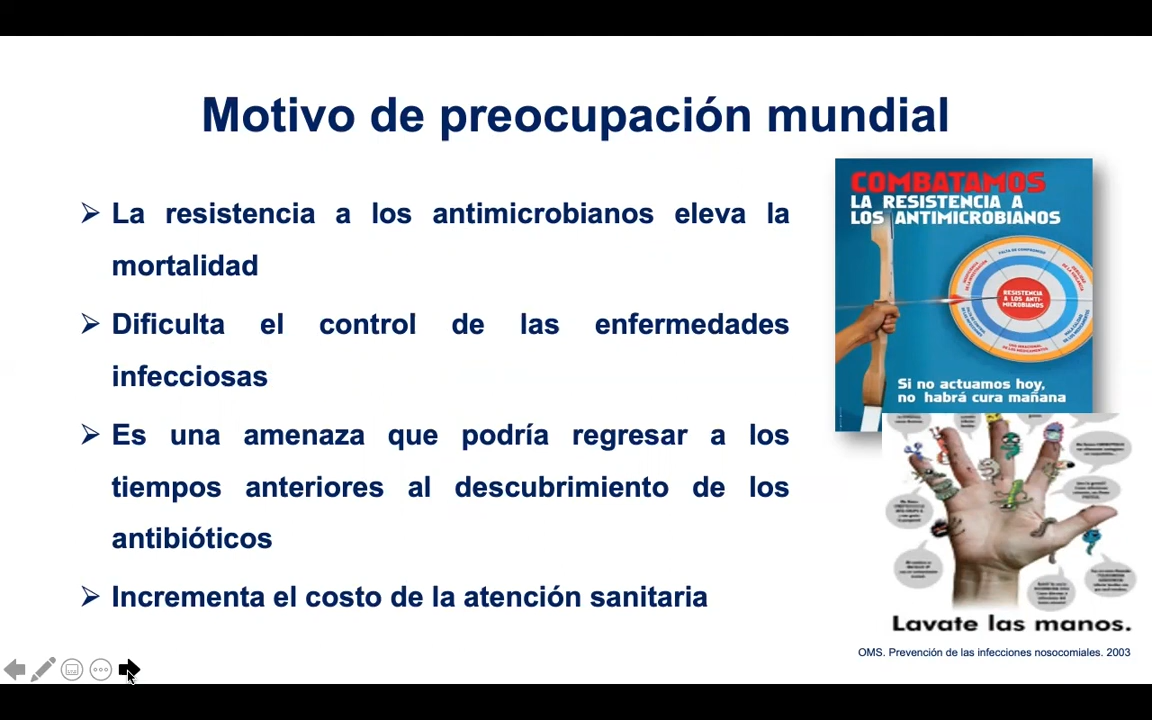 Motivo de preocupación mundial
La resistencia a los antimicrobianos eleva la
mortalidad
Dificulta el control de las enfermedades
infecciosas
Es una amenaza que podría regresar a los
tiempos anteriores al descubrimiento de los
antibióticos
Incrementa el costo de la atención sanitaria
COMBATAMOS
LA RESISTENCIA A
LOS ANTIMICROBIANOS
RESISTENCIA
A LOS ANTI-
MICROBIANOS
Si no actuamos hoy,
no habrá cura mañana
Lavate las manos.
OMS. Prevención de las infecciones nosocomiales. 2003